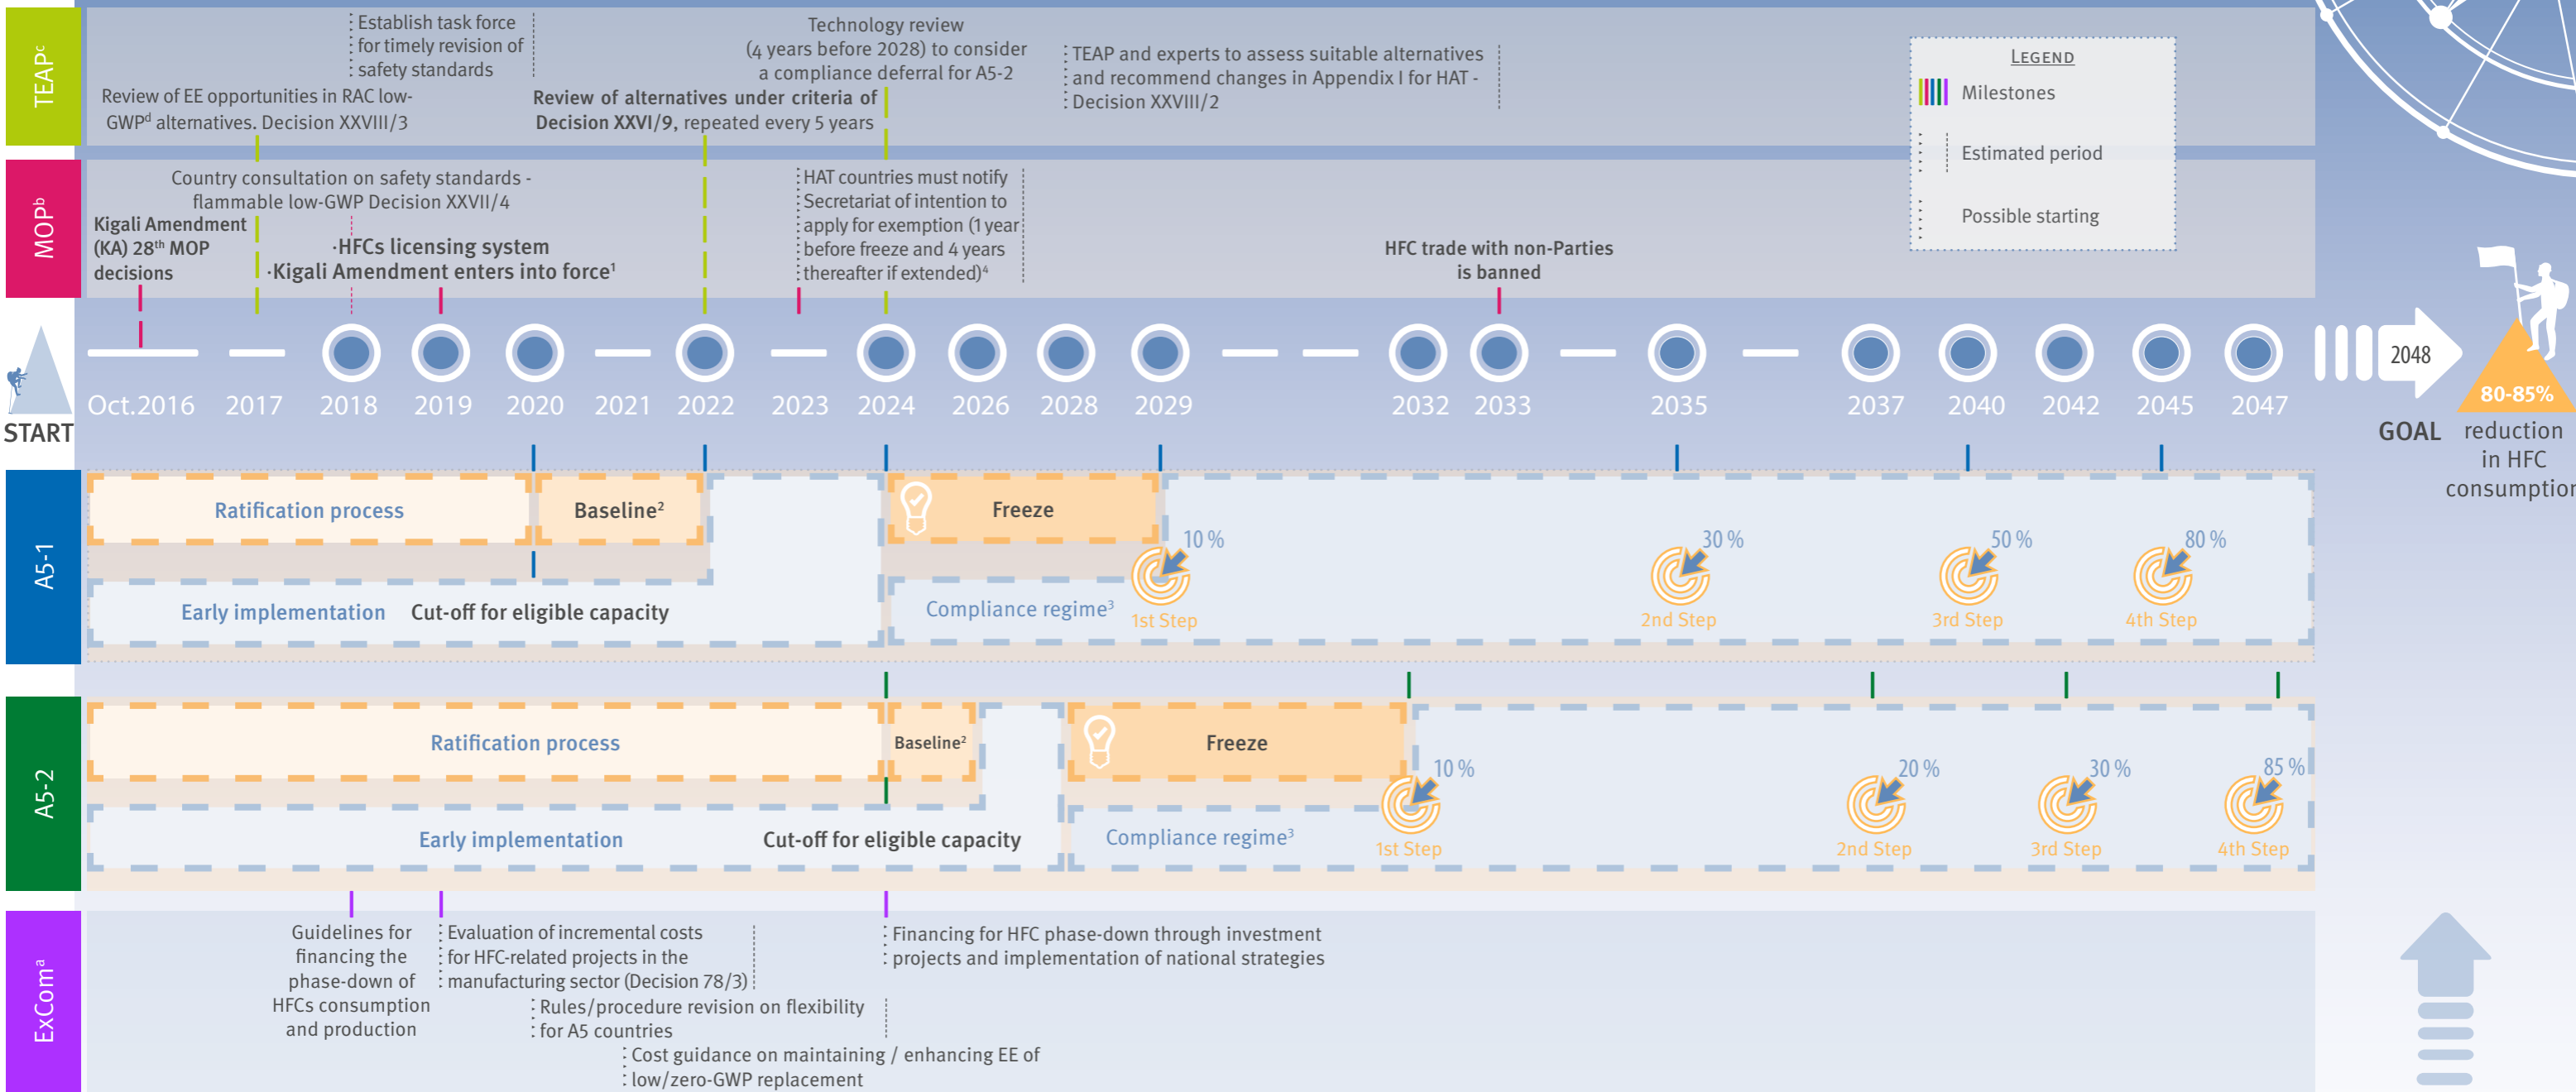 TEAPc
Establish task force
for timely revision of
safety standards
Review of EE opportunities in RAC low-
GWPd alternatives. Decision XXVIII/3
Technology review
(4 years before 2028) to consider
a compliance deferral for A5-2
Review of alternatives under criteria of
Decision XXVI/9, repeated every 5 years
TEAP and experts to assess suitable alternatives
and recommend changes in Appendix I for HAT -
Decision XXVIII/2
LEGEND
Milestones
Estimated period
Possible starting
MOPb
Country consultation on safety standards -
flammable low-GWP Decision XXVII/4
Kigali Amendment
(KA) 28th MOP
decisions
·HFCs licensing system
·Kigali Amendment enters into force1
HAT countries must notify
Secretariat of intention to
apply for exemption (1 year
before freeze and 4 years
thereafter if extended)4
HFC trade with non-Parties
is banned
START
Oct.2016
2017
2018
2019
2020
2021
2022
2023
2024
2026
2028
2029
2032
2033
2035
2037
2040
2042
2045
2047
2048
GOAL
80-85%
reduction
in HFC
consumption
A5-1
Ratification process
Baseline2
Freeze
Early implementation
Cut-off for eligible capacity
Compliance regime3
10 %
1st Step
30 %
2nd Step
50 %
3rd Step
80 %
4th Step
A5-2
Ratification process
Baseline2
Freeze
Early implementation
Cut-off for eligible capacity
Compliance regime3
10 %
1st Step
20 %
2nd Step
30 %
3rd Step
85 %
4th Step
ExComa
Guidelines for
financing the
phase-down of
HFCs consumption
and production
Evaluation of incremental costs
for HFC-related projects in the
manufacturing sector (Decision 78/3)
Rules/procedure revision on flexibility
for A5 countries
Cost guidance on maintaining / enhancing EE of
low/zero-GWP replacement
Financing for HFC phase-down through investment
projects and implementation of national strategies